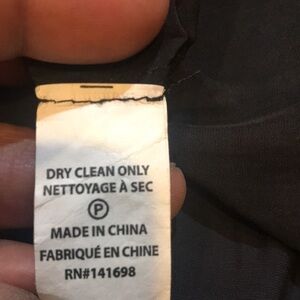 DRY CLEAN ONLY
NETTOYAGE À SEC
P
MADE IN CHINA
FABRIQUÉ EN CHINE
RN#141698